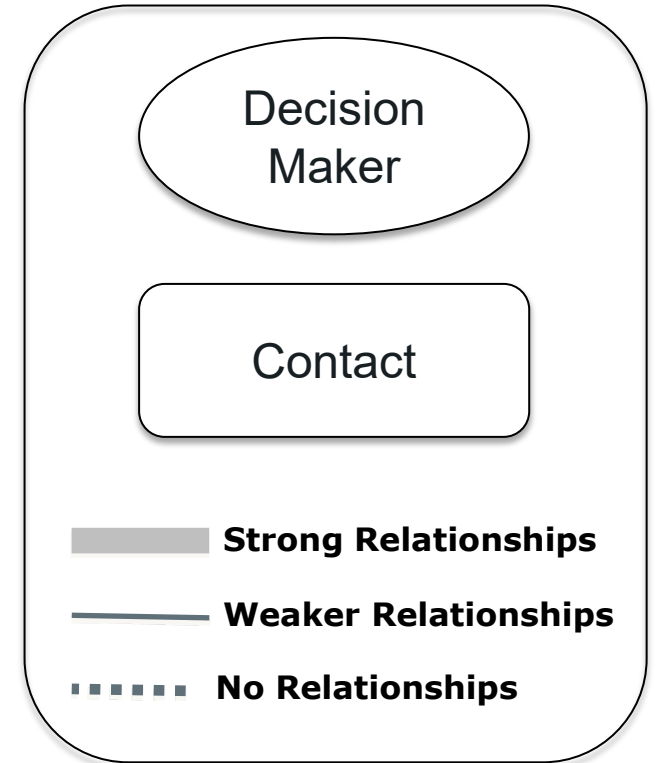 Decision
Maker
Contact
Strong Relationships
Weaker Relationships
No Relationships